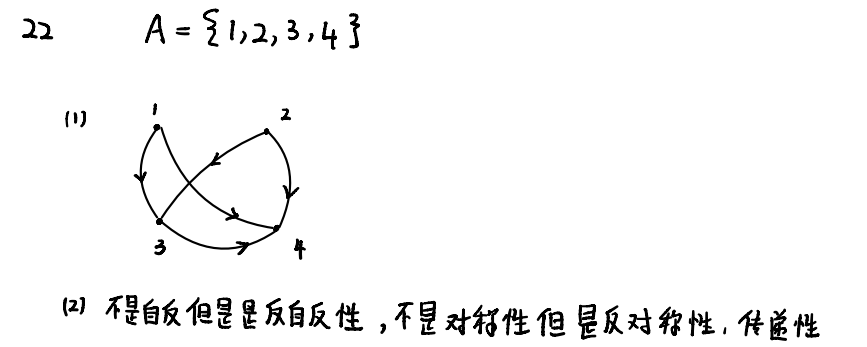 22 A = {1,2,3,4}
(1)
1 2
3 4
(2) 不是自反但是是反自反性,不是对称性但是反对称性,传递性